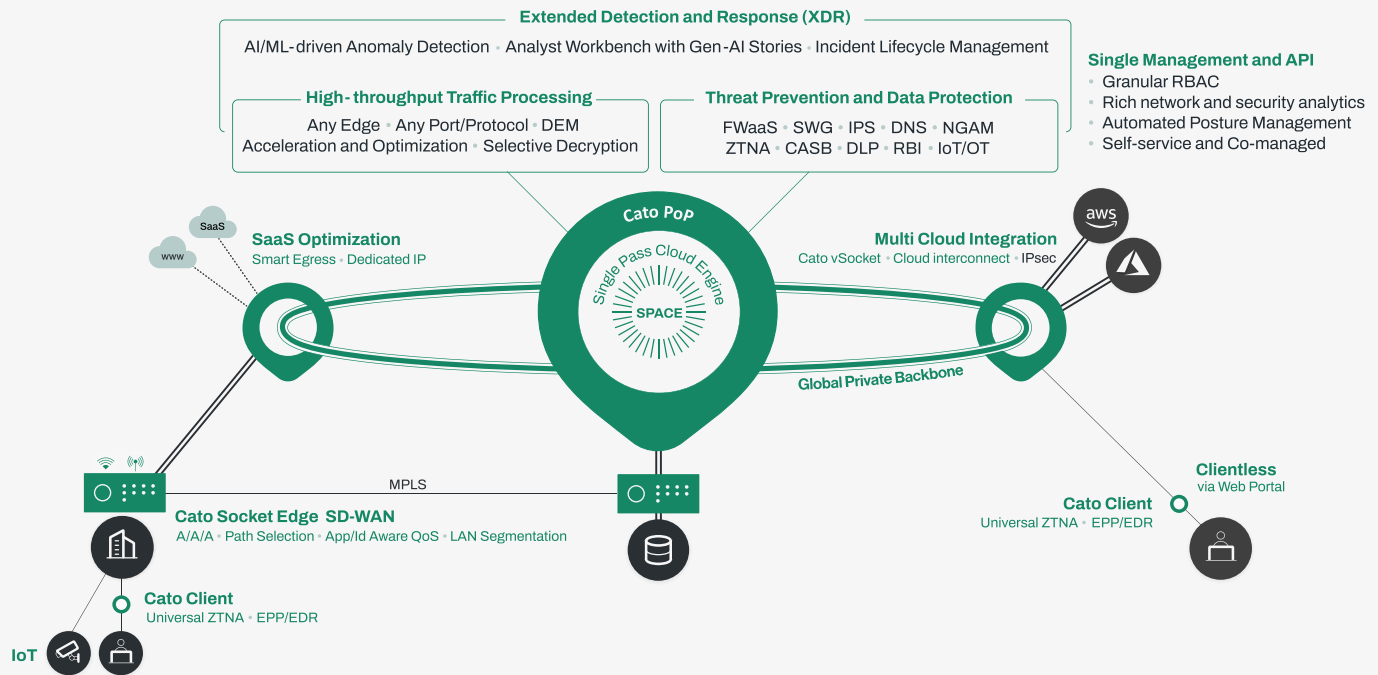 Extended Detection and Response (XDR)
AI/ML-driven Anomaly Detection • Analyst Workbench with Gen-AI Stories • Incident Lifecycle Management
High-throughput Traffic Processing
Any Edge • Any Port/Protocol • DEM
Acceleration and Optimization • Selective Decryption
Threat Prevention and Data Protection
FWaaS • SWG • IPS • DNS • NGAM
ZTNA • CASB • DLP • RBI • IoT/OT
Single Management and API
• Granular RBAC
• Rich network and security analytics
• Automated Posture Management
• Self-service and Co-managed
SaaS
www
SaaS Optimization
Smart Egress • Dedicated IP
Cato PoP
Single Pass Cloud Engine
SPACE
Multi Cloud Integration
Cato vSocket • Cloud interconnect • IPsec
aws
Global Private Backbone
MPLS
Cato Socket Edge SD-WAN
A/A/A • Path Selection • App/Id Aware QoS • LAN Segmentation
Clientless
via Web Portal
Cato Client
Universal ZTNA • EPP/EDR
Cato Client
Universal ZTNA • EPP/EDR
IoT